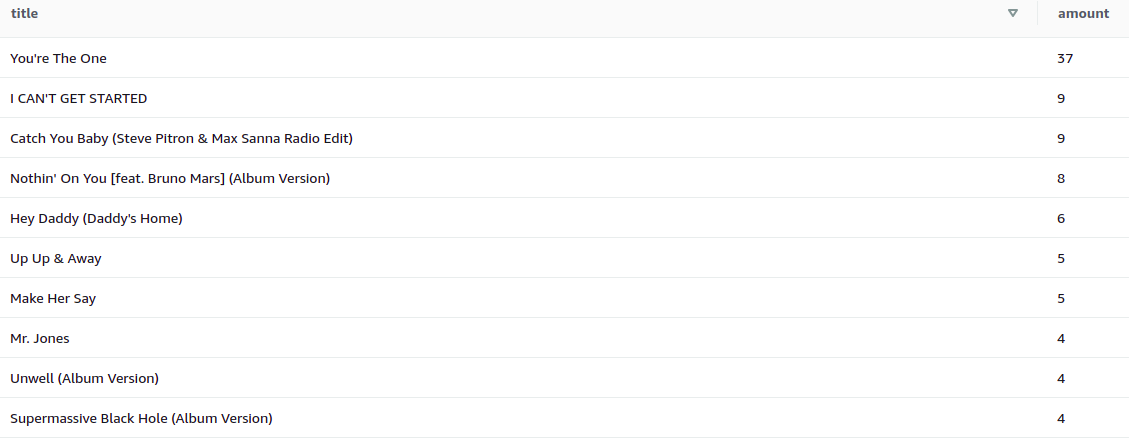 title amount
You're The One 37
I CAN'T GET STARTED 9
Catch You Baby (Steve Pitron & Max Sanna Radio Edit) 9
Nothin' On You [feat. Bruno Mars] (Album Version) 8
Hey Daddy (Daddy's Home) 6
Up Up & Away 5
Make Her Say 5
Mr. Jones 4
Unwell (Album Version) 4
Supermassive Black Hole (Album Version) 4